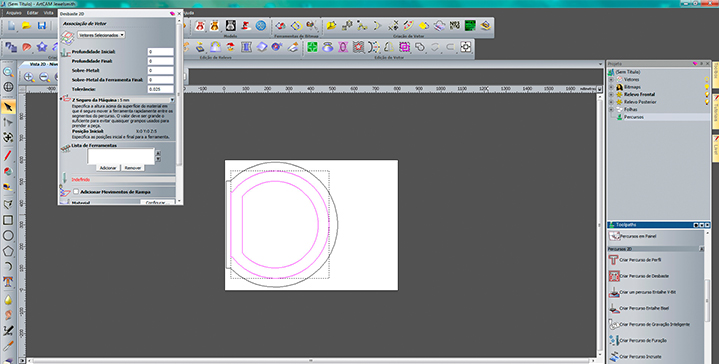 (Sem Título) - ArtCAM Jewelsmith
Arquivo Editar Vista
Modelo
Ferramentas de Bitmap
Criação de Vetor
Edição de Relevo
Edição de Vetor
Desbaste 2D
Associação de Vetor
Vetores Selecionados
Profundidade Inicial: 0
Profundidade Final: 0
Sobre-Metal: 0
Sobre-Metal da Ferramenta Final 0
Tolerância: 0.025
Z Seguro da Máquina : 5 mm
Especifica a altura acima da superfície do material em
que é seguro mover a ferramenta rapidamente entre os
segmentos do percurso. O valor deve ser grande o
suficiente para evitar quaisquer grampos usados para
prender a peça.
Posição Inicial: X:0 Y:0 Z:5
Especifica as posições inicial e final para a ferramenta.
Lista de Ferramentas
Adicionar Remover
Indefinido
Adicionar Movimentos de Rampa
Material Configurar...
Vista 2D
milímetros
Projeto
(Sem Título)
Vetores
Bitmaps
Relevo Frontal
Relevo Posterior
Folhas
Percursos
Toolpaths
Percursos em Painel
Percursos 2D
Criar Percurso de Perfil
Criar Percurso de Desbaste
Criar um percurso Entalhe V-Bit
Criar Percurso Entalhe Bisel
Criar Percurso de Gravação Inteligente
Criar Percurso de Furação
Criar Percurso Incrusta